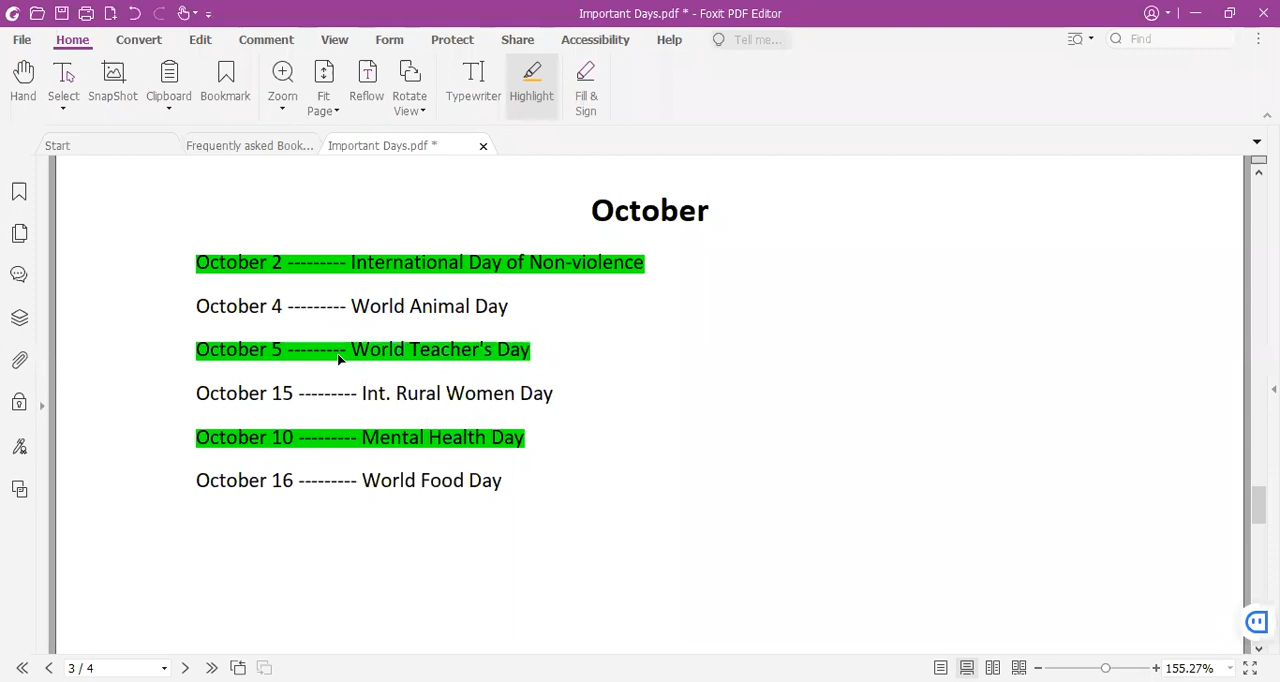 Important Days.pdf * - Foxit PDF Editor
File Home Convert Edit Comment View Form Protect Share Accessibility Help Tell me... Find
Hand Select SnapShot Clipboard Bookmark Zoom Fit Page Reflow Rotate View Typewriter Highlight Fill & Sign
Start Frequently asked Book... Important Days.pdf *
October
October 2 --------- International Day of Non-violence
October 4 --------- World Animal Day
October 5 --------- World Teacher's Day
October 15 --------- Int. Rural Women Day
October 10 --------- Mental Health Day
October 16 --------- World Food Day
3 / 4 155.27%